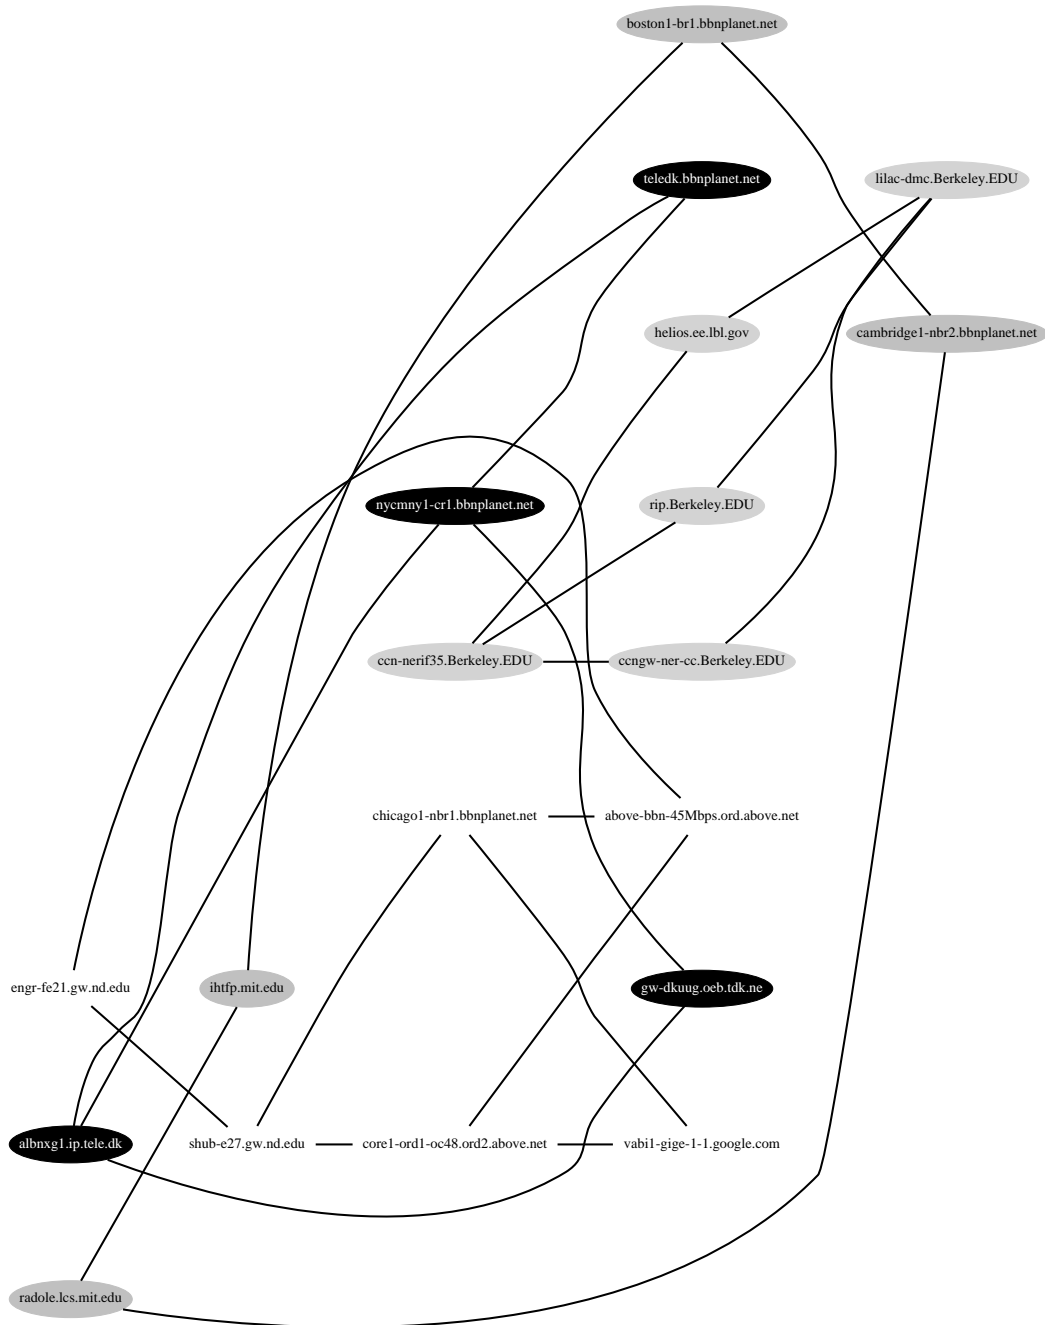 boston1-br1.bbnplanet.net
teledk.bbnplanet.net
lilac-dmc.Berkeley.EDU
helios.ee.lbl.gov
cambridge1-nbr2.bbnplanet.net
nycmny1-cr1.bbnplanet.net
rip.Berkeley.EDU
ccn-nerif35.Berkeley.EDU
ccngw-ner-cc.Berkeley.EDU
chicago1-nbr1.bbnplanet.net
above-bbn-45Mbps.ord.above.net
engr-fe21.gw.nd.edu
ihtfp.mit.edu
gw-dkuug.oeb.tdk.ne
albnxg1.ip.tele.dk
shub-e27.gw.nd.edu
core1-ord1-oc48.ord2.above.net
vabi1-gige-1-1.google.com
radole.lcs.mit.edu